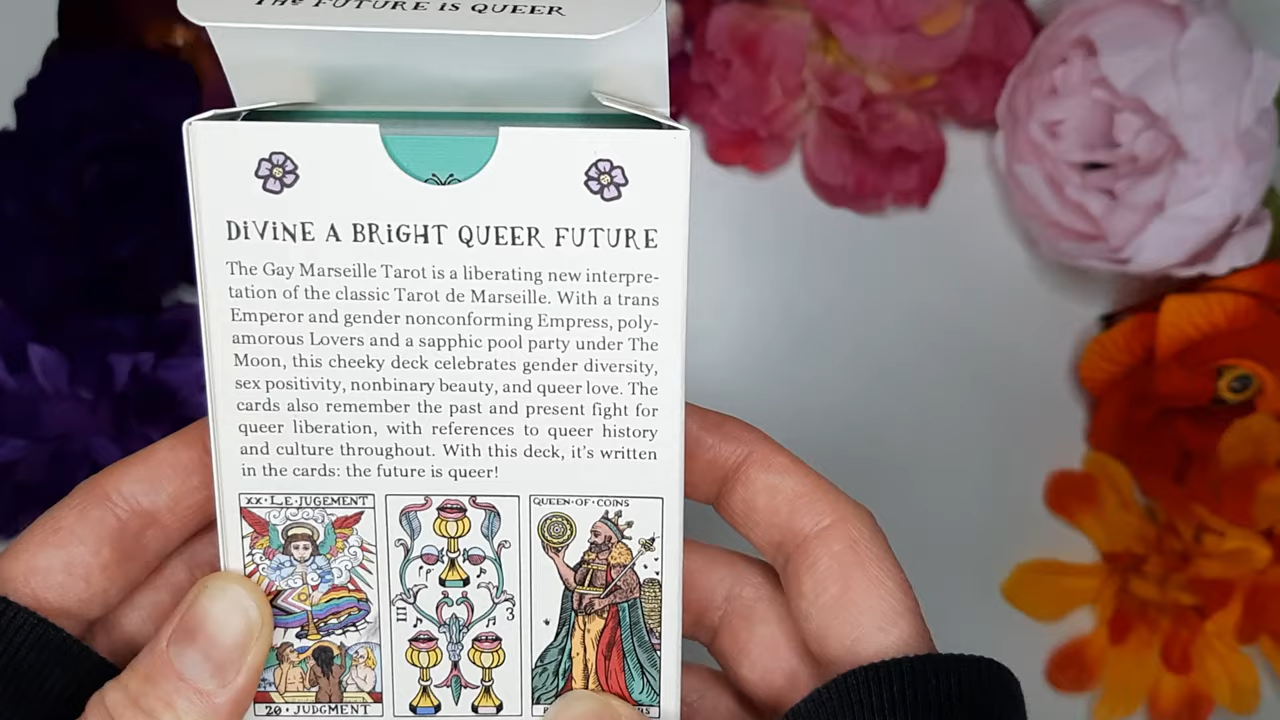 THE FUTURE IS QUEER
DIVINE A BRIGHT QUEER FUTURE
The Gay Marseille Tarot is a liberating new interpre-
tation of the classic Tarot de Marseille. With a trans
Emperor and gender nonconforming Empress, poly-
amorous Lovers and a sapphic pool party under The
Moon, this cheeky deck celebrates gender diversity,
sex positivity, nonbinary beauty, and queer love. The
cards also remember the past and present fight for
queer liberation, with references to queer history
and culture throughout. With this deck, it's written
in the cards: the future is queer!
XX·LE·JUGEMENT
QUEEN·OF·COINS
III 3
20·JUDGMENT